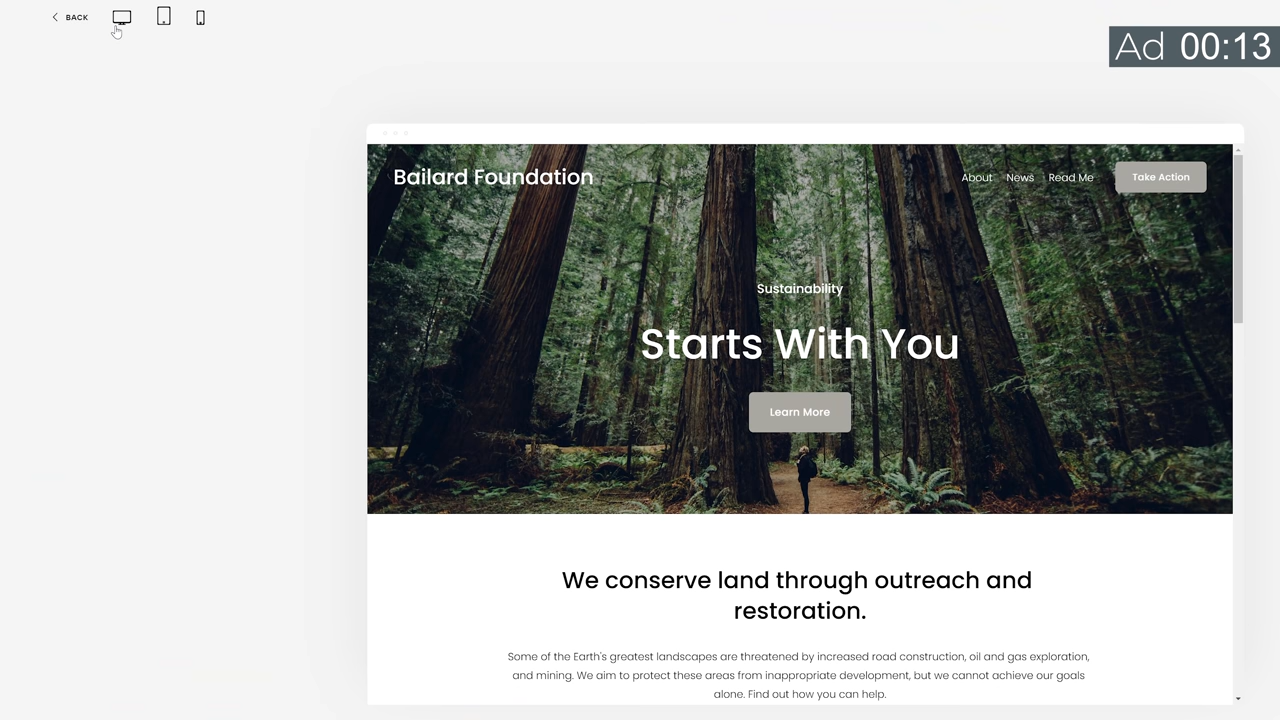 BACK
Ad 00:13
Bailard Foundation
About News Read Me Take Action
Sustainability
Starts With You
Learn More
We conserve land through outreach and
restoration.
Some of the Earth's greatest landscapes are threatened by increased road construction, oil and gas exploration,
and mining. We aim to protect these areas from inappropriate development, but we cannot achieve our goals
alone. Find out how you can help.